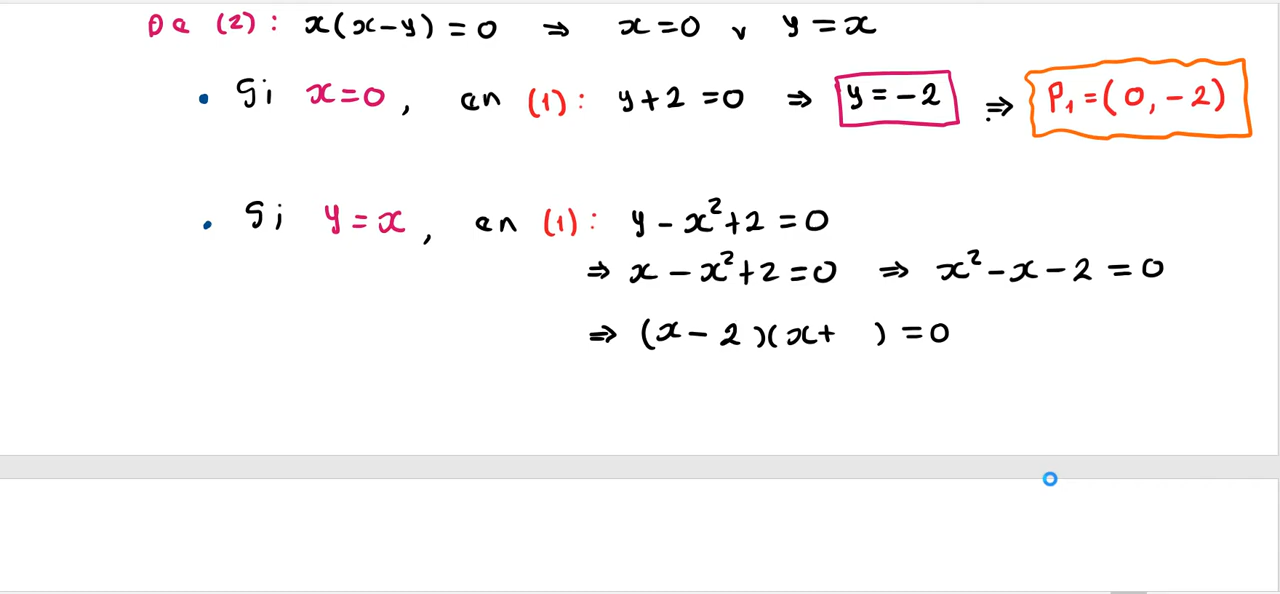 De (2): x(x-y) = 0 ⇒ x = 0 ∨ y = x
• Si x=0, en (1): y+2 =0 ⇒ y = -2 ⇒ P₁=(0,-2)
• Si y=x, en (1): y - x²+2 = 0
⇒ x - x²+2 = 0 ⇒ x² - x - 2 = 0
⇒ (x - 2)(x+ ) = 0